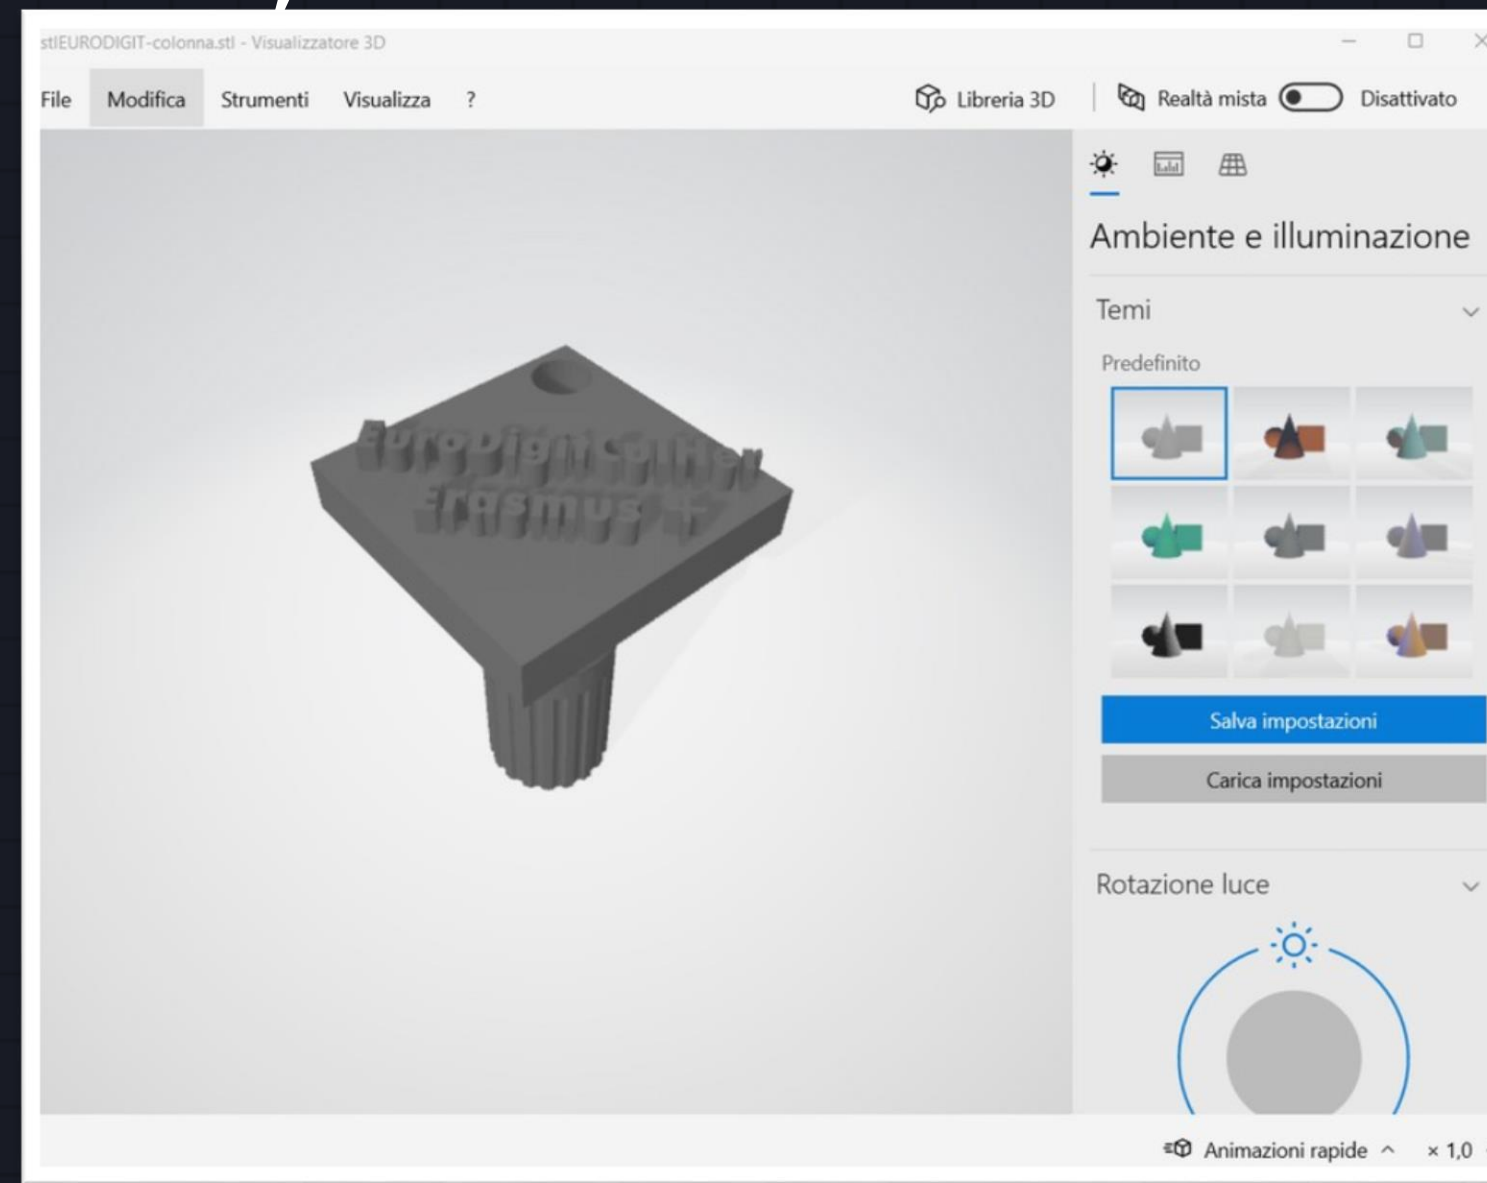 stlEURODIGIT-colonna.stl - Visualizzatore 3D
File Modifica Strumenti Visualizza ? Libreria 3D Realtà mista Disattivato
Ambiente e illuminazione
Temi
Predefinito
EuroDigitCulHer
Erasmus +
Salva impostazioni
Carica impostazioni
Rotazione luce
Animazioni rapide × 1,0